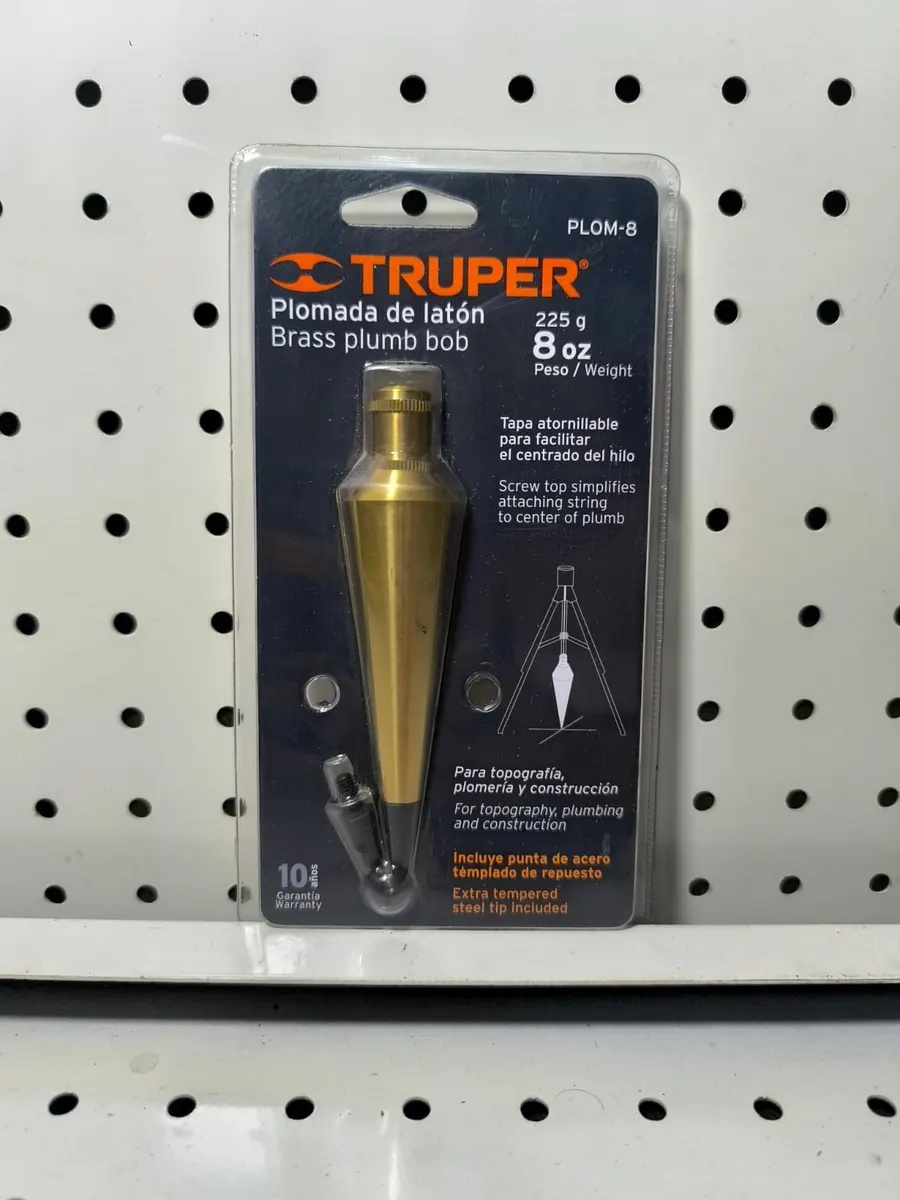 PLOM-8
TRUPER®
Plomada de latón
Brass plumb bob
225 g
8 oz
Peso / Weight
Tapa atornillable
para facilitar
el centrado del hilo
Screw top simplifies
attaching string
to center of plumb
Para topografía,
plomería y construcción
For topography, plumbing
and construction
Incluye punta de acero
templado de repuesto
Extra tempered
steel tip included
10 años
Garantía
Warranty